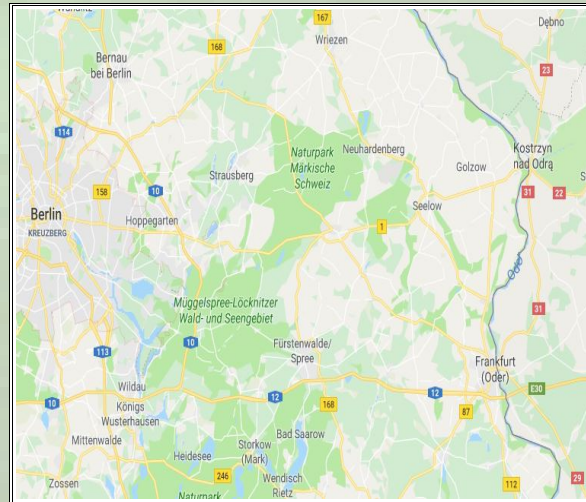 167
Dębno
168
Wriezen
Bernau
bei Berlin
23
114
Naturpark
Märkische
Schweiz
Neuhardenberg
Kostrzyn
nad Odrą
10
Strausberg
Golzow
158
31
22
Berlin
KREUZBERG
Hoppegarten
Seelow
1
Oder
Müggelspree-Löcknitzer
Wald- und Seengebiet
31
10
113
Fürstenwalde/
Spree
Frankfurt
(Oder)
Wildau
10
12
12
E30
Königs
Wusterhausen
168
87
Mittenwalde
Bad Saarow
Storkow
(Mark)
Heidesee
246
Wendisch
Rietz
Zossen
112
29
Naturpark